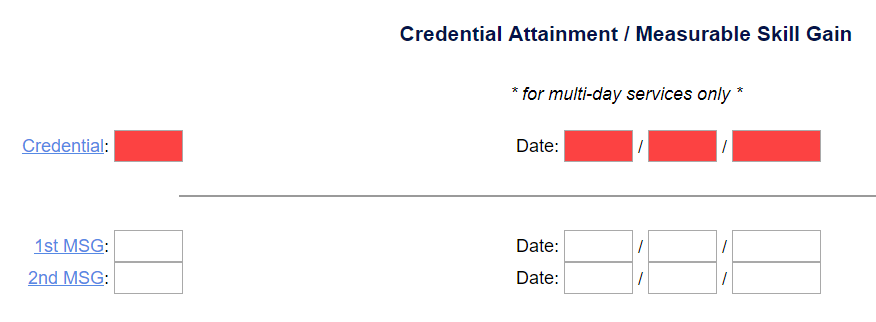 Credential Attainment / Measurable Skill Gain
* for multi-day services only *
Credential: Date: / /
1st MSG: Date: / /
2nd MSG: Date: / /